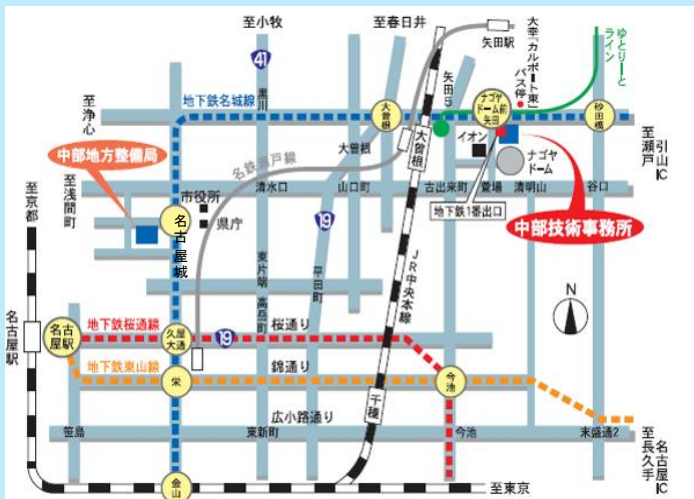 至小牧
至春日井
矢田駅
大幸「カルポート東」
バス停
ゆとりーと
ライン
41
黒川
地下鉄名城線
至浄心
大曽根
矢田5
ナゴヤ
ドーム前
矢田
砂田橋
至瀬戸
引山IC
中部地方整備局
名鉄瀬戸線
大曽根
大曽根
イオン
ナゴヤ
ドーム
至浅間町
市役所
清水口
山口町
古出来町
萱場
清明山
谷口
至京都
名古屋城
県庁
19
地下鉄1番出口
中部技術事務所
東片端
平田町
JR中央本線
高岳町
N
名古屋駅
名古
屋駅
地下鉄桜通線
久屋
大通
19
桜通り
地下鉄東山線
栄
錦通り
今池
千種
広小路通り
笹島
東新町
今池
末盛通2
至長久手
名古屋IC
金山
至東京